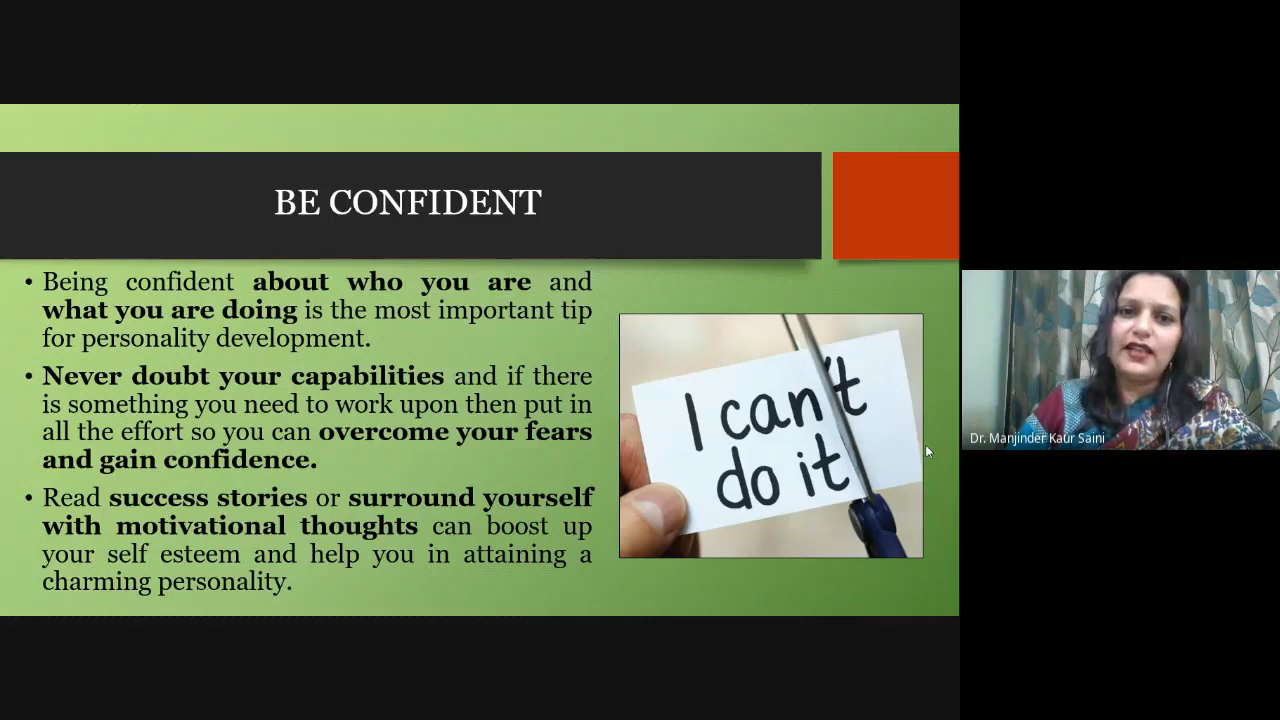 BE CONFIDENT
• Being confident about who you are and
what you are doing is the most important tip
for personality development.
• Never doubt your capabilities and if there
is something you need to work upon then put in
all the effort so you can overcome your fears
and gain confidence.
• Read success stories or surround yourself
with motivational thoughts can boost up
your self esteem and help you in attaining a
charming personality.
I can't
do it
Dr. Manjinder Kaur Saini